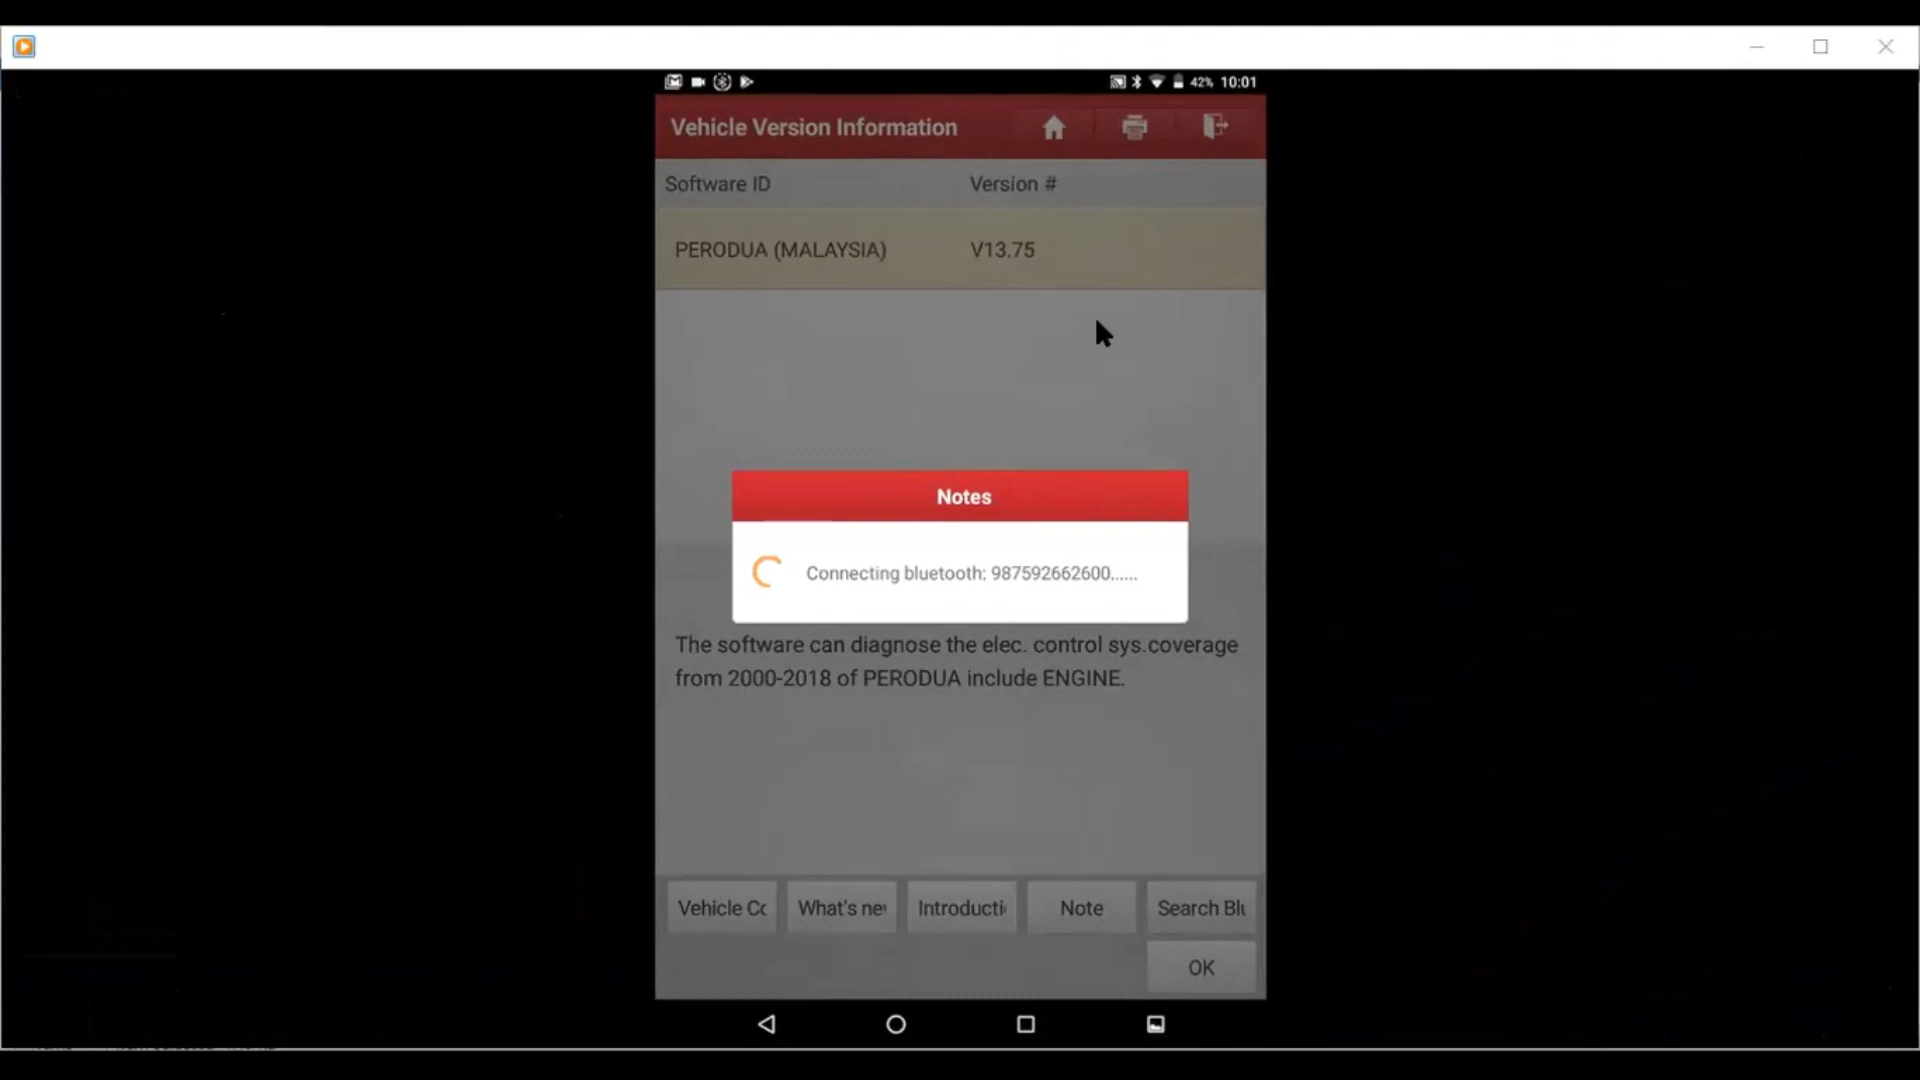 42% 10:01
Vehicle Version Information
Software ID Version #
PERODUA (MALAYSIA) V13.75
Notes
Connecting bluetooth: 987592662600......
The software can diagnose the elec. control sys.coverage
from 2000-2018 of PERODUA include ENGINE.
Vehicle Co What's ne Introducti Note Search Blu
OK